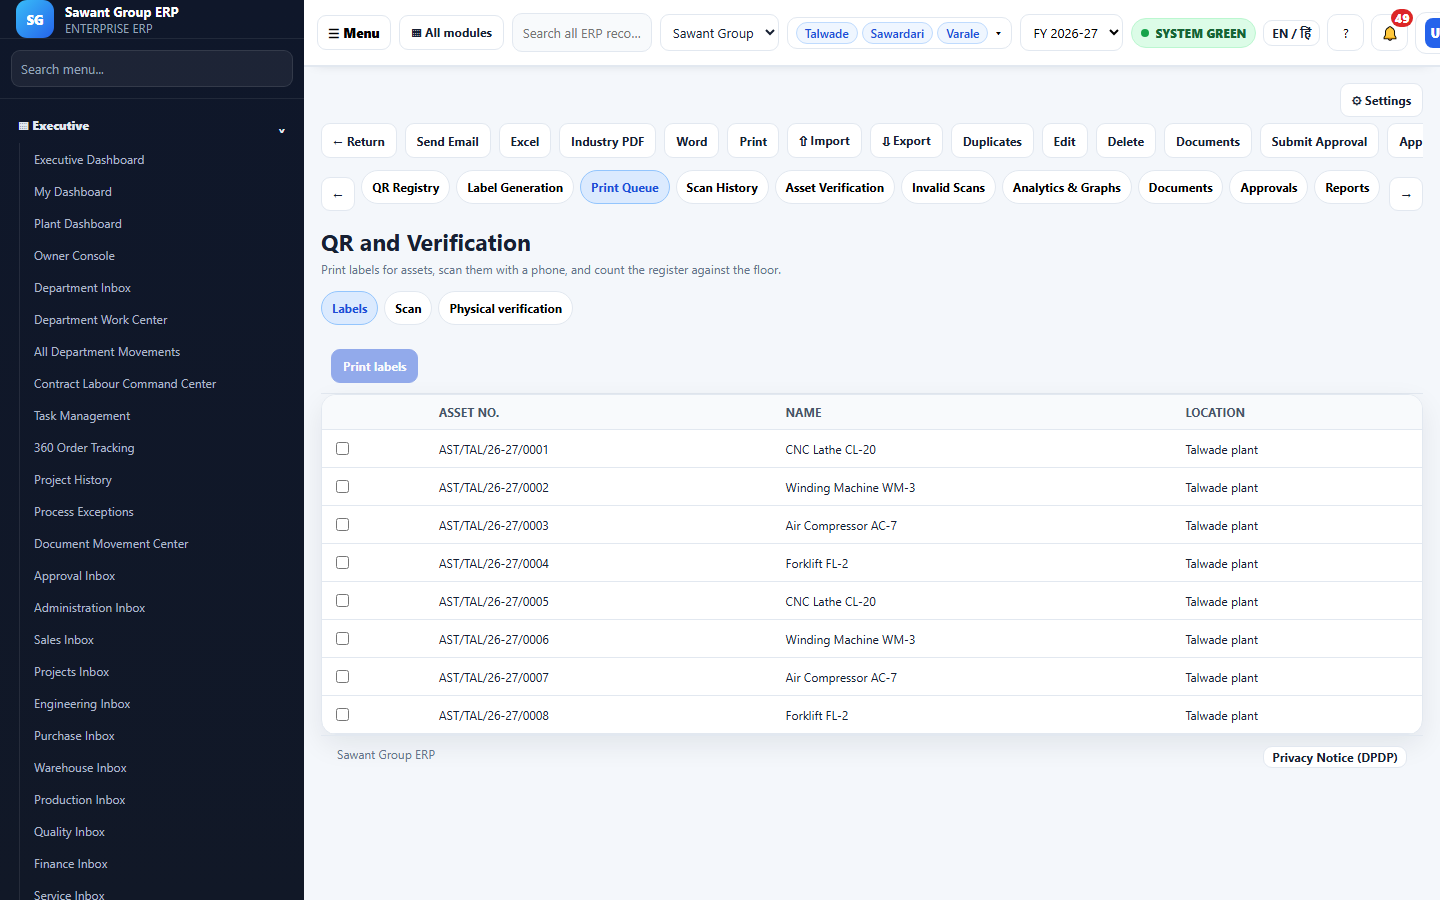 SG
Sawant Group ERP
ENTERPRISE ERP
☰ Menu
All modules
Search all ERP reco...
Sawant Group
Talwade Sawardari Varale
FY 2026-27
SYSTEM GREEN
EN / हिं
?
49
U
Search menu...
Executive
Executive Dashboard
My Dashboard
Plant Dashboard
Owner Console
Department Inbox
Department Work Center
All Department Movements
Contract Labour Command Center
Task Management
360 Order Tracking
Project History
Process Exceptions
Document Movement Center
Approval Inbox
Administration Inbox
Sales Inbox
Projects Inbox
Engineering Inbox
Purchase Inbox
Warehouse Inbox
Production Inbox
Quality Inbox
Finance Inbox
Service Inbox
⚙ Settings
← Return Send Email Excel Industry PDF Word Print ⇧ Import ⇩ Export Duplicates Edit Delete Documents Submit Approval App
← QR Registry Label Generation Print Queue Scan History Asset Verification Invalid Scans Analytics & Graphs Documents Approvals Reports →
QR and Verification
Print labels for assets, scan them with a phone, and count the register against the floor.
Labels Scan Physical verification
Print labels
ASSET NO. NAME LOCATION
AST/TAL/26-27/0001 CNC Lathe CL-20 Talwade plant
AST/TAL/26-27/0002 Winding Machine WM-3 Talwade plant
AST/TAL/26-27/0003 Air Compressor AC-7 Talwade plant
AST/TAL/26-27/0004 Forklift FL-2 Talwade plant
AST/TAL/26-27/0005 CNC Lathe CL-20 Talwade plant
AST/TAL/26-27/0006 Winding Machine WM-3 Talwade plant
AST/TAL/26-27/0007 Air Compressor AC-7 Talwade plant
AST/TAL/26-27/0008 Forklift FL-2 Talwade plant
Sawant Group ERP
Privacy Notice (DPDP)